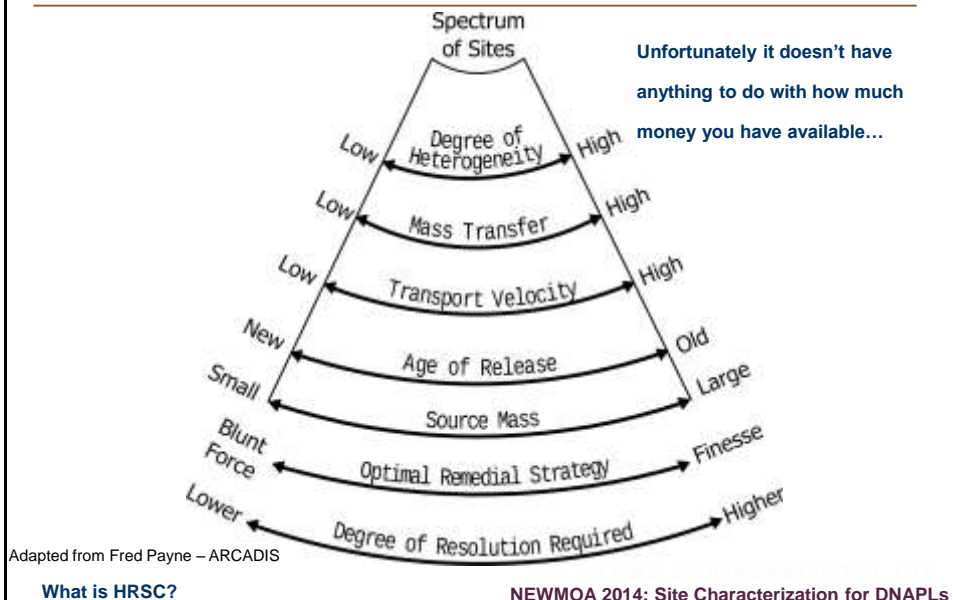 Spectrum
of Sites
Unfortunately it doesn't have
anything to do with how much
money you have available…
Low
Degree of
Heterogeneity
High
Low
Mass Transfer
High
Low
Transport Velocity
High
New
Age of Release
Old
Small
Source Mass
Large
Blunt
Force
Optimal Remedial Strategy
Finesse
Lower
Degree of Resolution Required
Higher
Adapted from Fred Payne – ARCADIS
What is HRSC?
NEWMOA 2014: Site Characterization for DNAPLs